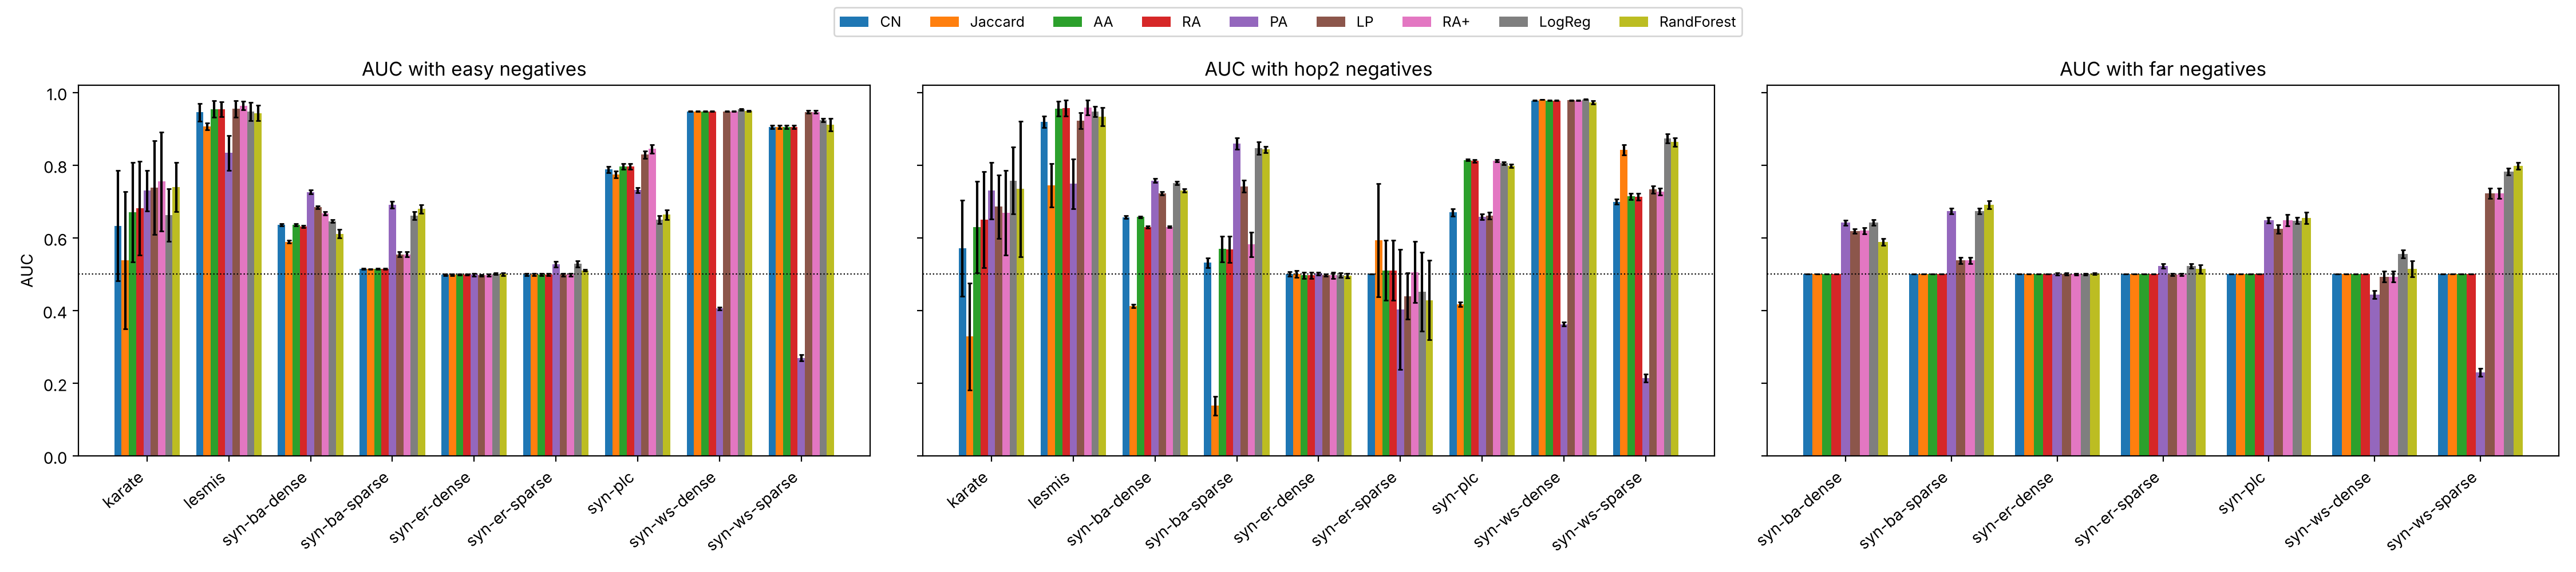 CN Jaccard AA RA PA LP RA+ LogReg RandForest
AUC with easy negatives
AUC
1.0
0.8
0.6
0.4
0.2
0.0
karate
lesmis
syn-ba-dense
syn-ba-sparse
syn-er-dense
syn-er-sparse
syn-plc
syn-ws-dense
syn-ws-sparse
AUC with hop2 negatives
karate
lesmis
syn-ba-dense
syn-ba-sparse
syn-er-dense
syn-er-sparse
syn-plc
syn-ws-dense
syn-ws-sparse
AUC with far negatives
syn-ba-dense
syn-ba-sparse
syn-er-dense
syn-er-sparse
syn-plc
syn-ws-dense
syn-ws-sparse